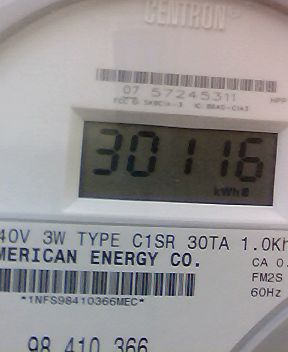 CENTRON®
07 57245311
30116
kWh
40V 3W TYPE C1SR 30TA 1.0Kh
MERICAN ENERGY CO.
CA 0.
FM2S
60Hz
*1NFS98410366MEC*
98 410 366